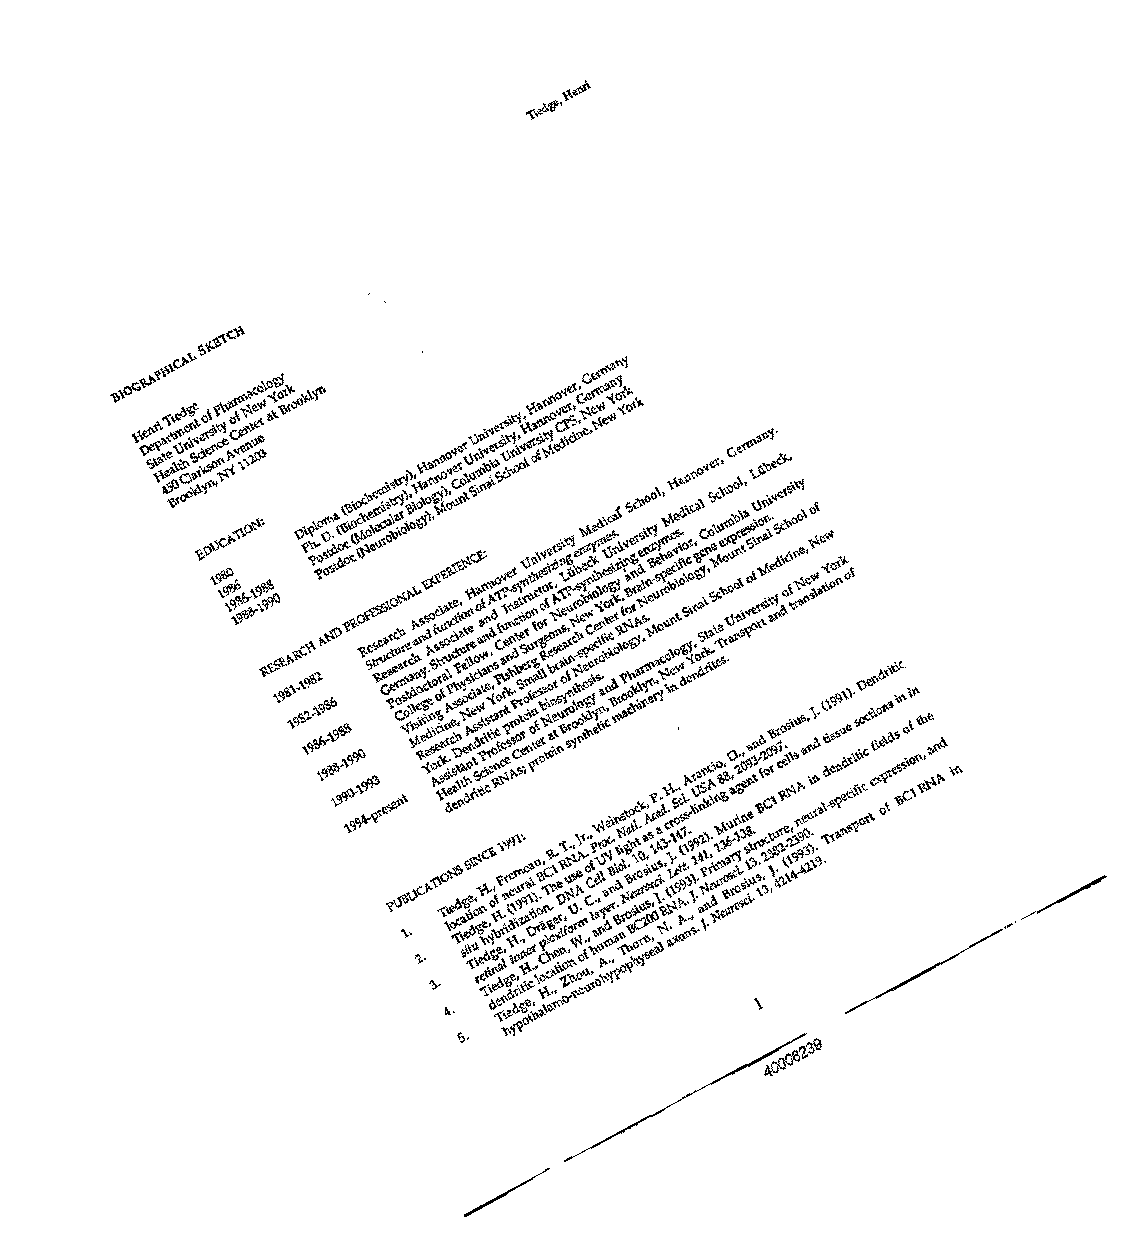 Tiedge, Henri
BIOGRAPHICAL SKETCH
Henri Tiedge
Department of Pharmacology
State University of New York
Health Science Center at Brooklyn
450 Clarkson Avenue
Brooklyn, NY 11203
EDUCATION:
1980 Diploma (Biochemistry), Hannover University, Hannover, Germany
1986 Ph. D. (Biochemistry), Hannover University, Hannover, Germany
1986-1988 Postdoc (Molecular Biology), Columbia University CPS, New York
1988-1990 Postdoc (Neurobiology), Mount Sinai School of Medicine, New York
RESEARCH AND PROFESSIONAL EXPERIENCE:
1981-1982 Research Associate, Hannover University Medical School, Hannover, Germany.
Structure and function of ATP-synthesizing enzymes.
1982-1986 Research Associate and Instructor, Lübeck University Medical School, Lübeck,
Germany. Structure and function of ATP-synthesizing enzymes.
1986-1988 Postdoctoral Fellow, Center for Neurobiology and Behavior, Columbia University
College of Physicians and Surgeons, New York. Brain-specific gene expression.
1988-1990 Visiting Associate, Fishberg Research Center for Neurobiology, Mount Sinai School of
Medicine, New York. Small brain-specific RNAs.
1990-1993 Research Assistant Professor of Neurobiology, Mount Sinai School of Medicine, New
York. Dendritic protein biosynthesis.
1994-present Assistant Professor of Neurology and Pharmacology, State University of New York
Health Science Center at Brooklyn, Brooklyn, New York. Transport and translation of
dendritic RNAs; protein synthetic machinery in dendrites.
PUBLICATIONS SINCE 1991:
1. Tiedge, H., Fremeau, R. T., Jr., Weinstock, P. H., Arancio, O., and Brosius, J. (1991). Dendritic
location of neural BC1 RNA. Proc. Natl. Acad. Sci. USA 88, 2093-2097.
2. Tiedge, H. (1991). The use of UV light as a cross-linking agent for cells and tissue sections in in
situ hybridization. DNA Cell Biol. 10, 143-147.
3. Tiedge, H., Dräger, U. C., and Brosius, J. (1992). Murine BC1 RNA in dendritic fields of the
retinal inner plexiform layer. Neurosci. Lett. 141, 136-138.
4. Tiedge, H., Chen, W., and Brosius, J. (1993). Primary structure, neural-specific expression, and
dendritic location of human BC200 RNA. J. Neurosci. 13, 2382-2390.
5. Tiedge, H., Zhou, A., Thorn, N. A., and Brosius, J. (1993). Transport of BC1 RNA in
hypothalamo-neurohypophyseal axons. J. Neurosci. 13, 4214-4219.
1
40006239